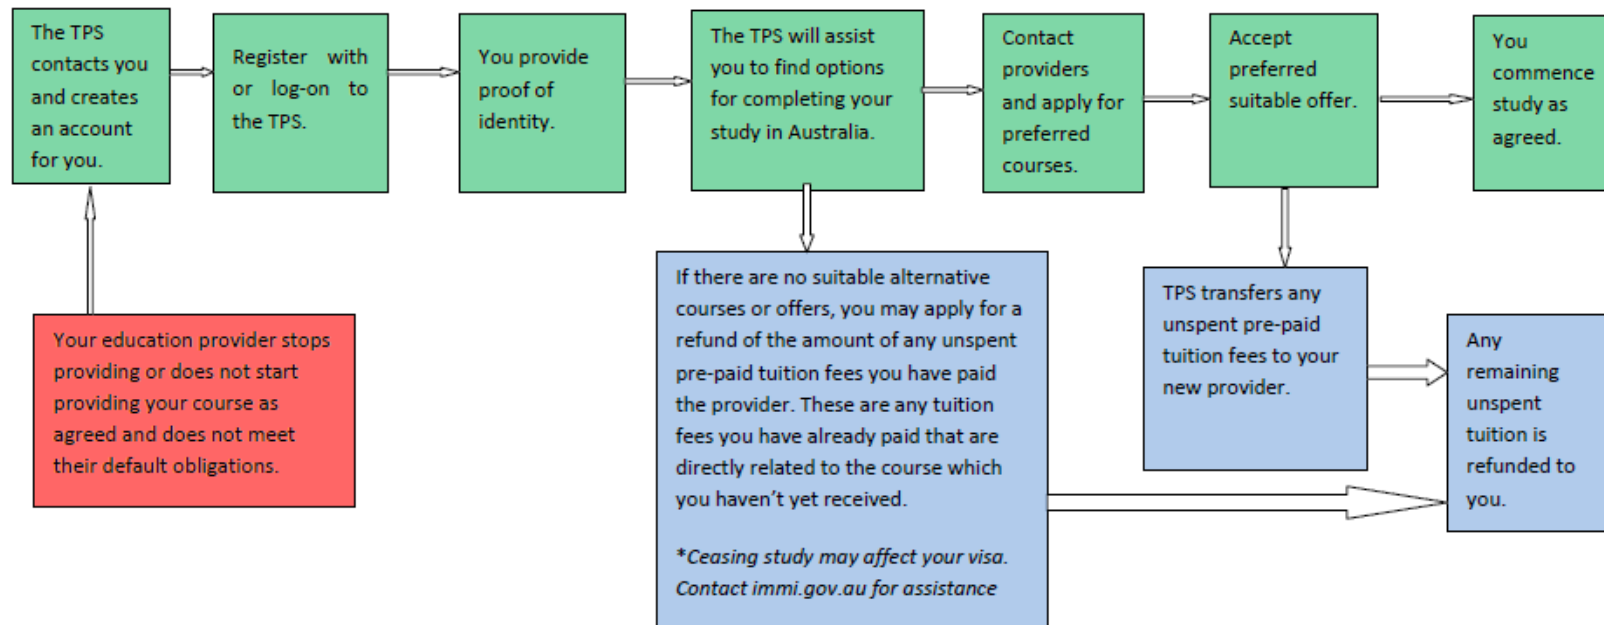 The TPS
contacts you
and creates
an account
for you.
Register with
or log-on to
the TPS.
You provide
proof of
identity.
The TPS will assist
you to find options
for completing your
study in Australia.
Contact
providers
and apply for
preferred
courses.
Accept
preferred
suitable offer.
You
commence
study as
agreed.
Your education provider stops
providing or does not start
providing your course as
agreed and does not meet
their default obligations.
If there are no suitable alternative
courses or offers, you may apply for a
refund of the amount of any unspent
pre-paid tuition fees you have paid
the provider. These are any tuition
fees you have already paid that are
directly related to the course which
you haven’t yet received.
*Ceasing study may affect your visa.
Contact immi.gov.au for assistance
TPS transfers any
unspent pre-paid
tuition fees to your
new provider.
Any
remaining
unspent
tuition is
refunded to
you.